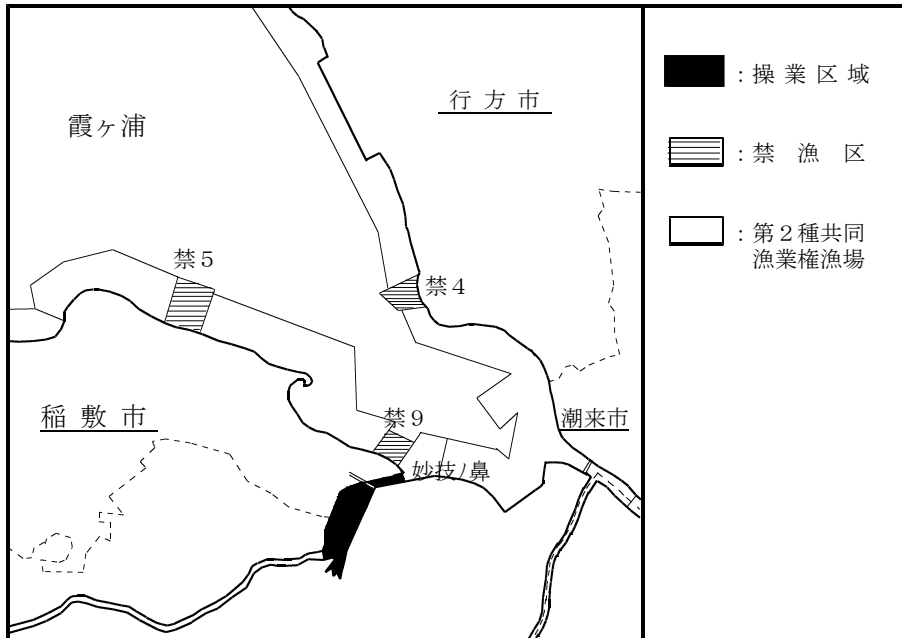 霞ヶ浦
行方市
禁5
禁4
稲敷市
禁9
潮来市
妙技ノ鼻
：操業区域
：禁漁区
：第2種共同
漁業権漁場